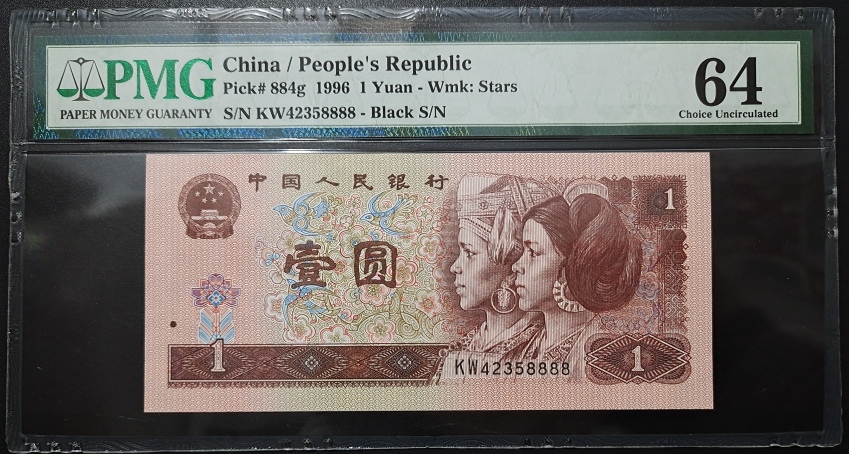 PMG
PAPER MONEY GUARANTY
China / People's Republic
Pick# 884g 1996 1 Yuan - Wmk: Stars
S/N KW42358888 - Black S/N
64
Choice Uncirculated
中国人民银行
1
壹圆
1
KW42358888
1